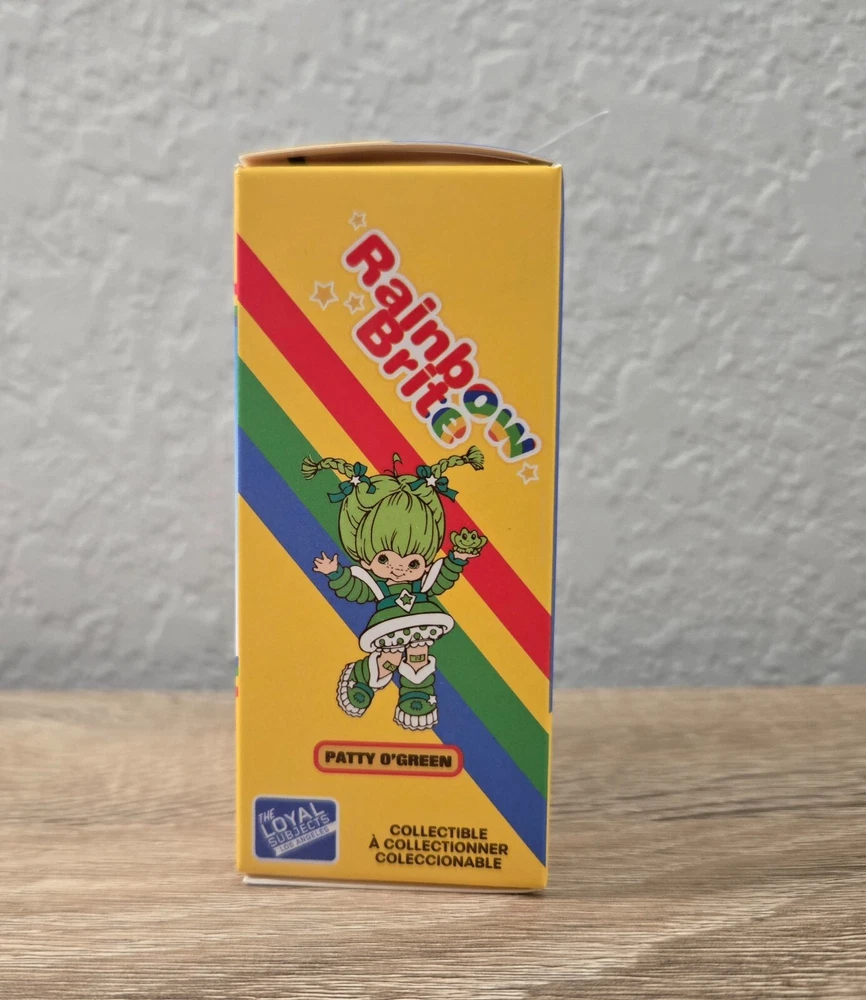 Rainbow
Brite
PATTY O'GREEN
THE
LOYAL
SUBJECTS
LOS ANGELES
COLLECTIBLE
À COLLECTIONNER
COLECCIONABLE